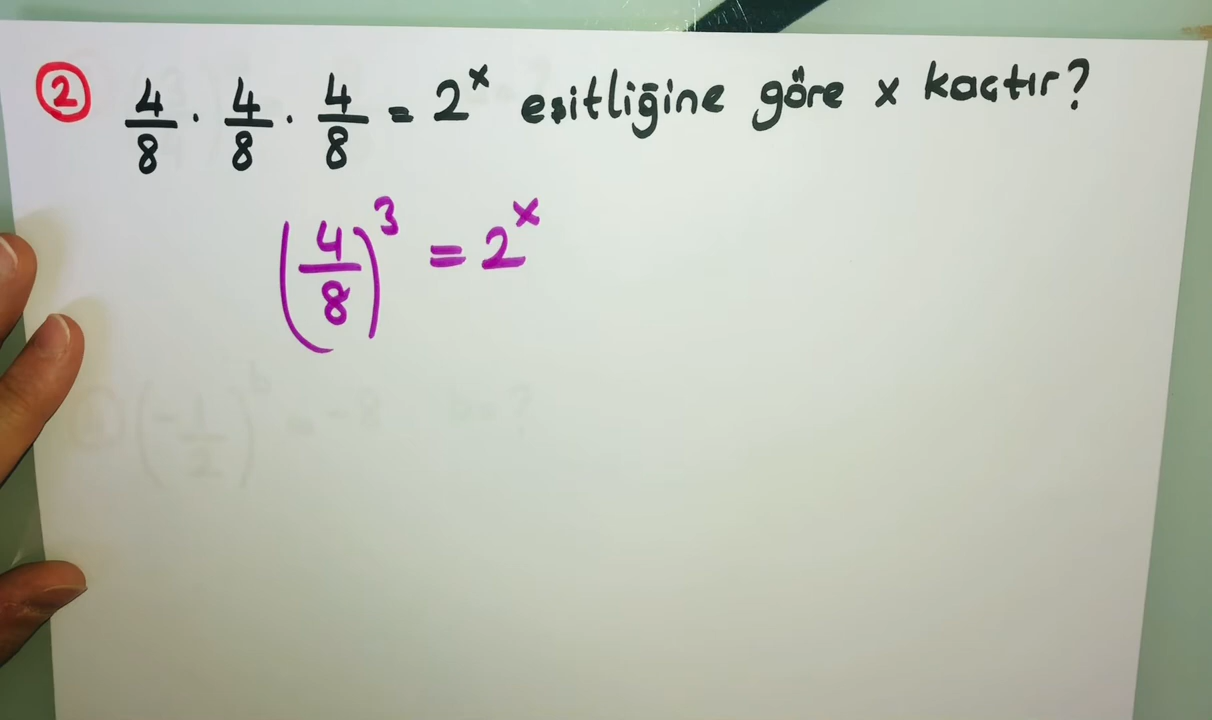 2 4/8 · 4/8 · 4/8 = 2^x eşitliğine göre x kaçtır?
(4/8)^3 = 2^x